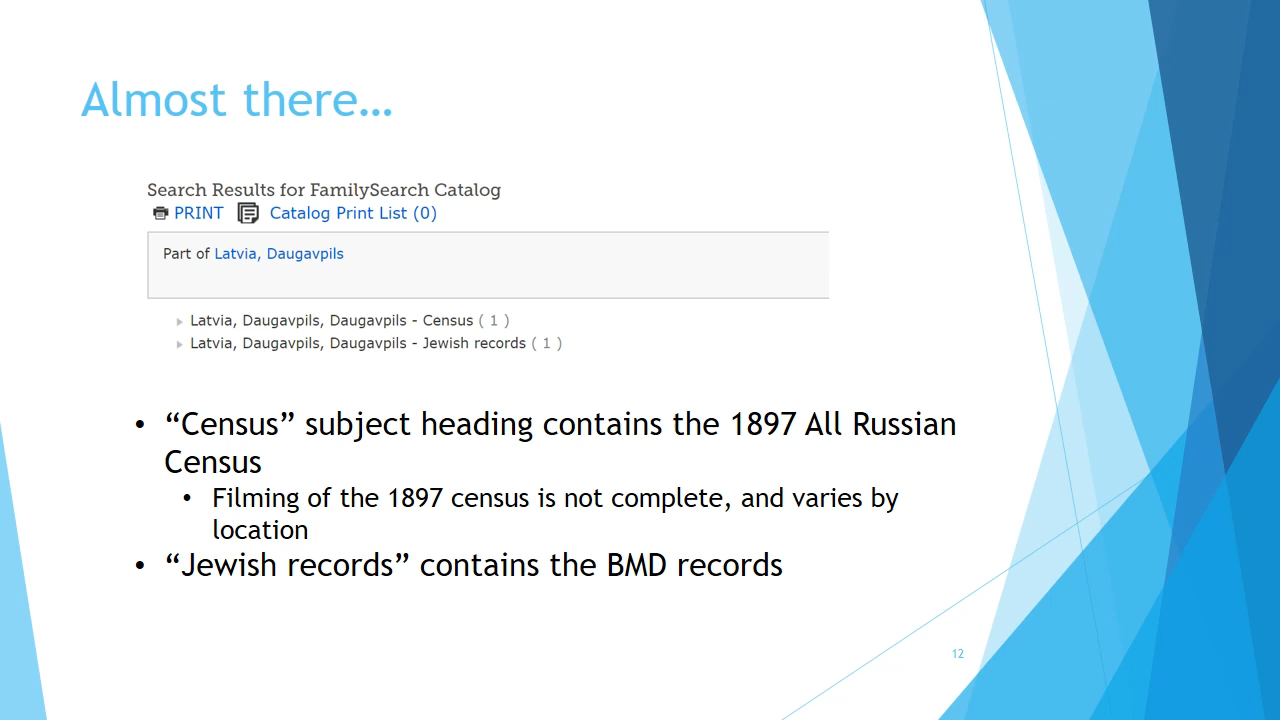 Almost there…
Search Results for FamilySearch Catalog
PRINT Catalog Print List (0)
Part of Latvia, Daugavpils
Latvia, Daugavpils, Daugavpils - Census ( 1 )
Latvia, Daugavpils, Daugavpils - Jewish records ( 1 )
• “Census” subject heading contains the 1897 All Russian
Census
• Filming of the 1897 census is not complete, and varies by
location
• “Jewish records” contains the BMD records
12